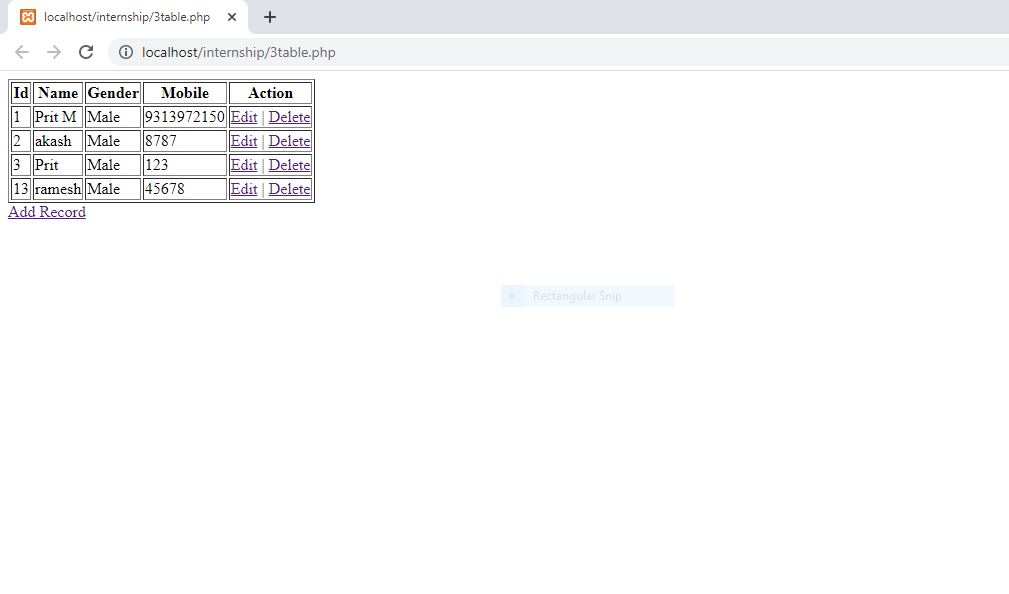 localhost/internship/3table.php
localhost/internship/3table.php
Id Name Gender Mobile Action
1 Prit M Male 9313972150 Edit | Delete
2 akash Male 8787 Edit | Delete
3 Prit Male 123 Edit | Delete
13 ramesh Male 45678 Edit | Delete
Add Record
Rectangular Snip